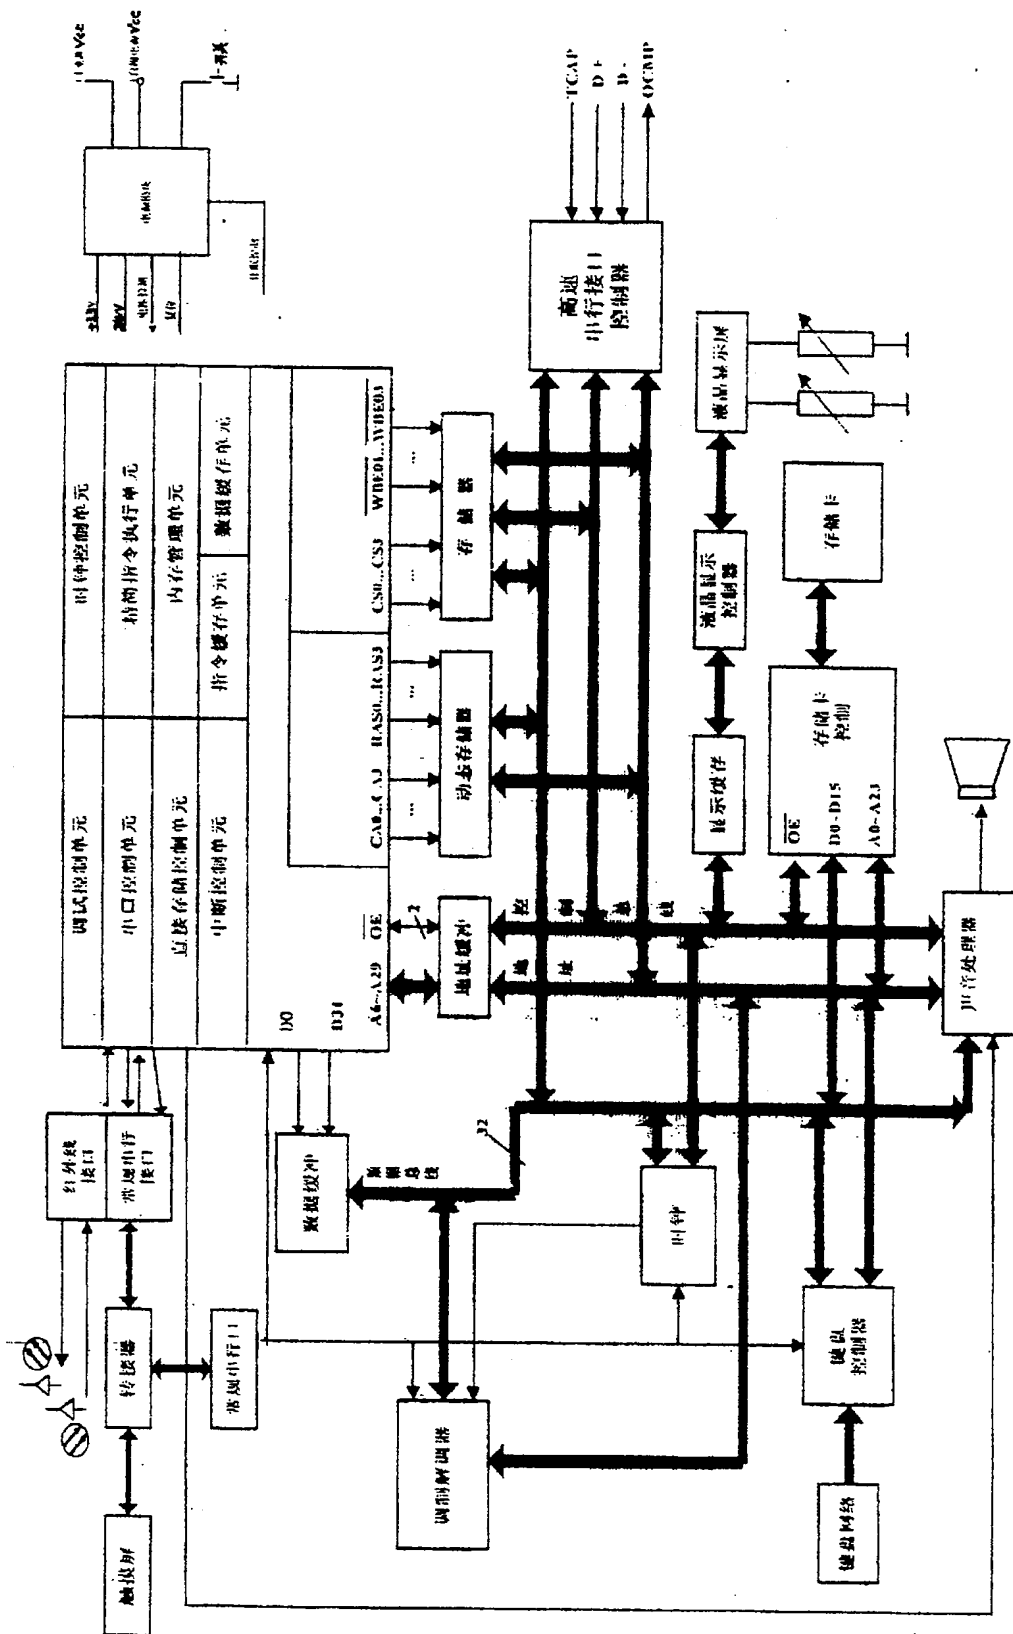 触摸屏
转接器
红外线
接口
常规串行
接口
常规串行口
调试控制单元
时钟控制单元
串口控制单元
精简指令执行单元
直接存储控制单元
内存管理单元
中断控制单元
指令缓存单元
数据缓存单元
D0
D31
A6~A29
OE
CA0...CA3
RAS0...RAS3
CS0...CS3
WBE01...WBE03
...
...
...
...
数据缓冲
地址缓冲
2
动态存储器
存储器
高速
串行接口
控制器
TCAP
D+
D-
OCMP
数据总线
32
控制总线
地址
调制解调器
时钟
显示缓存
液晶显示
控制器
液晶显示屏
键盘网络
键盘
控制器
OE
D0~D15
A0~A23
存储卡
控制
存储卡
声音处理器